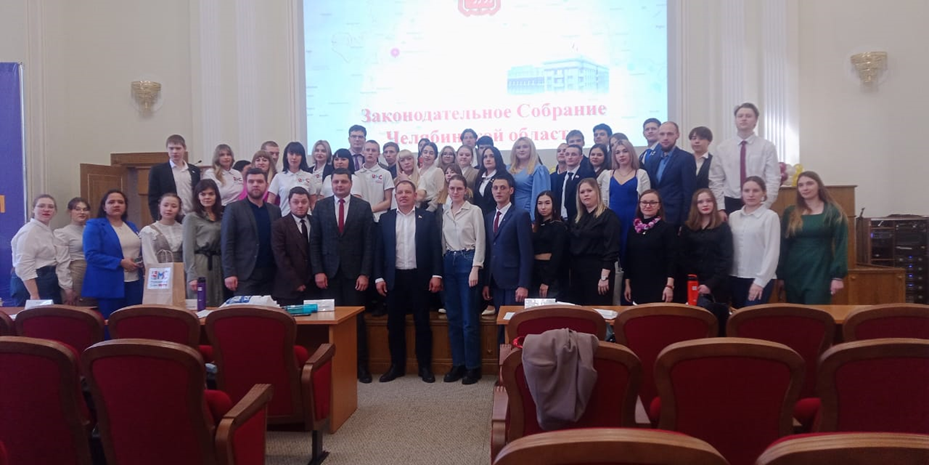 Законодательное Собрание
Челябинской области